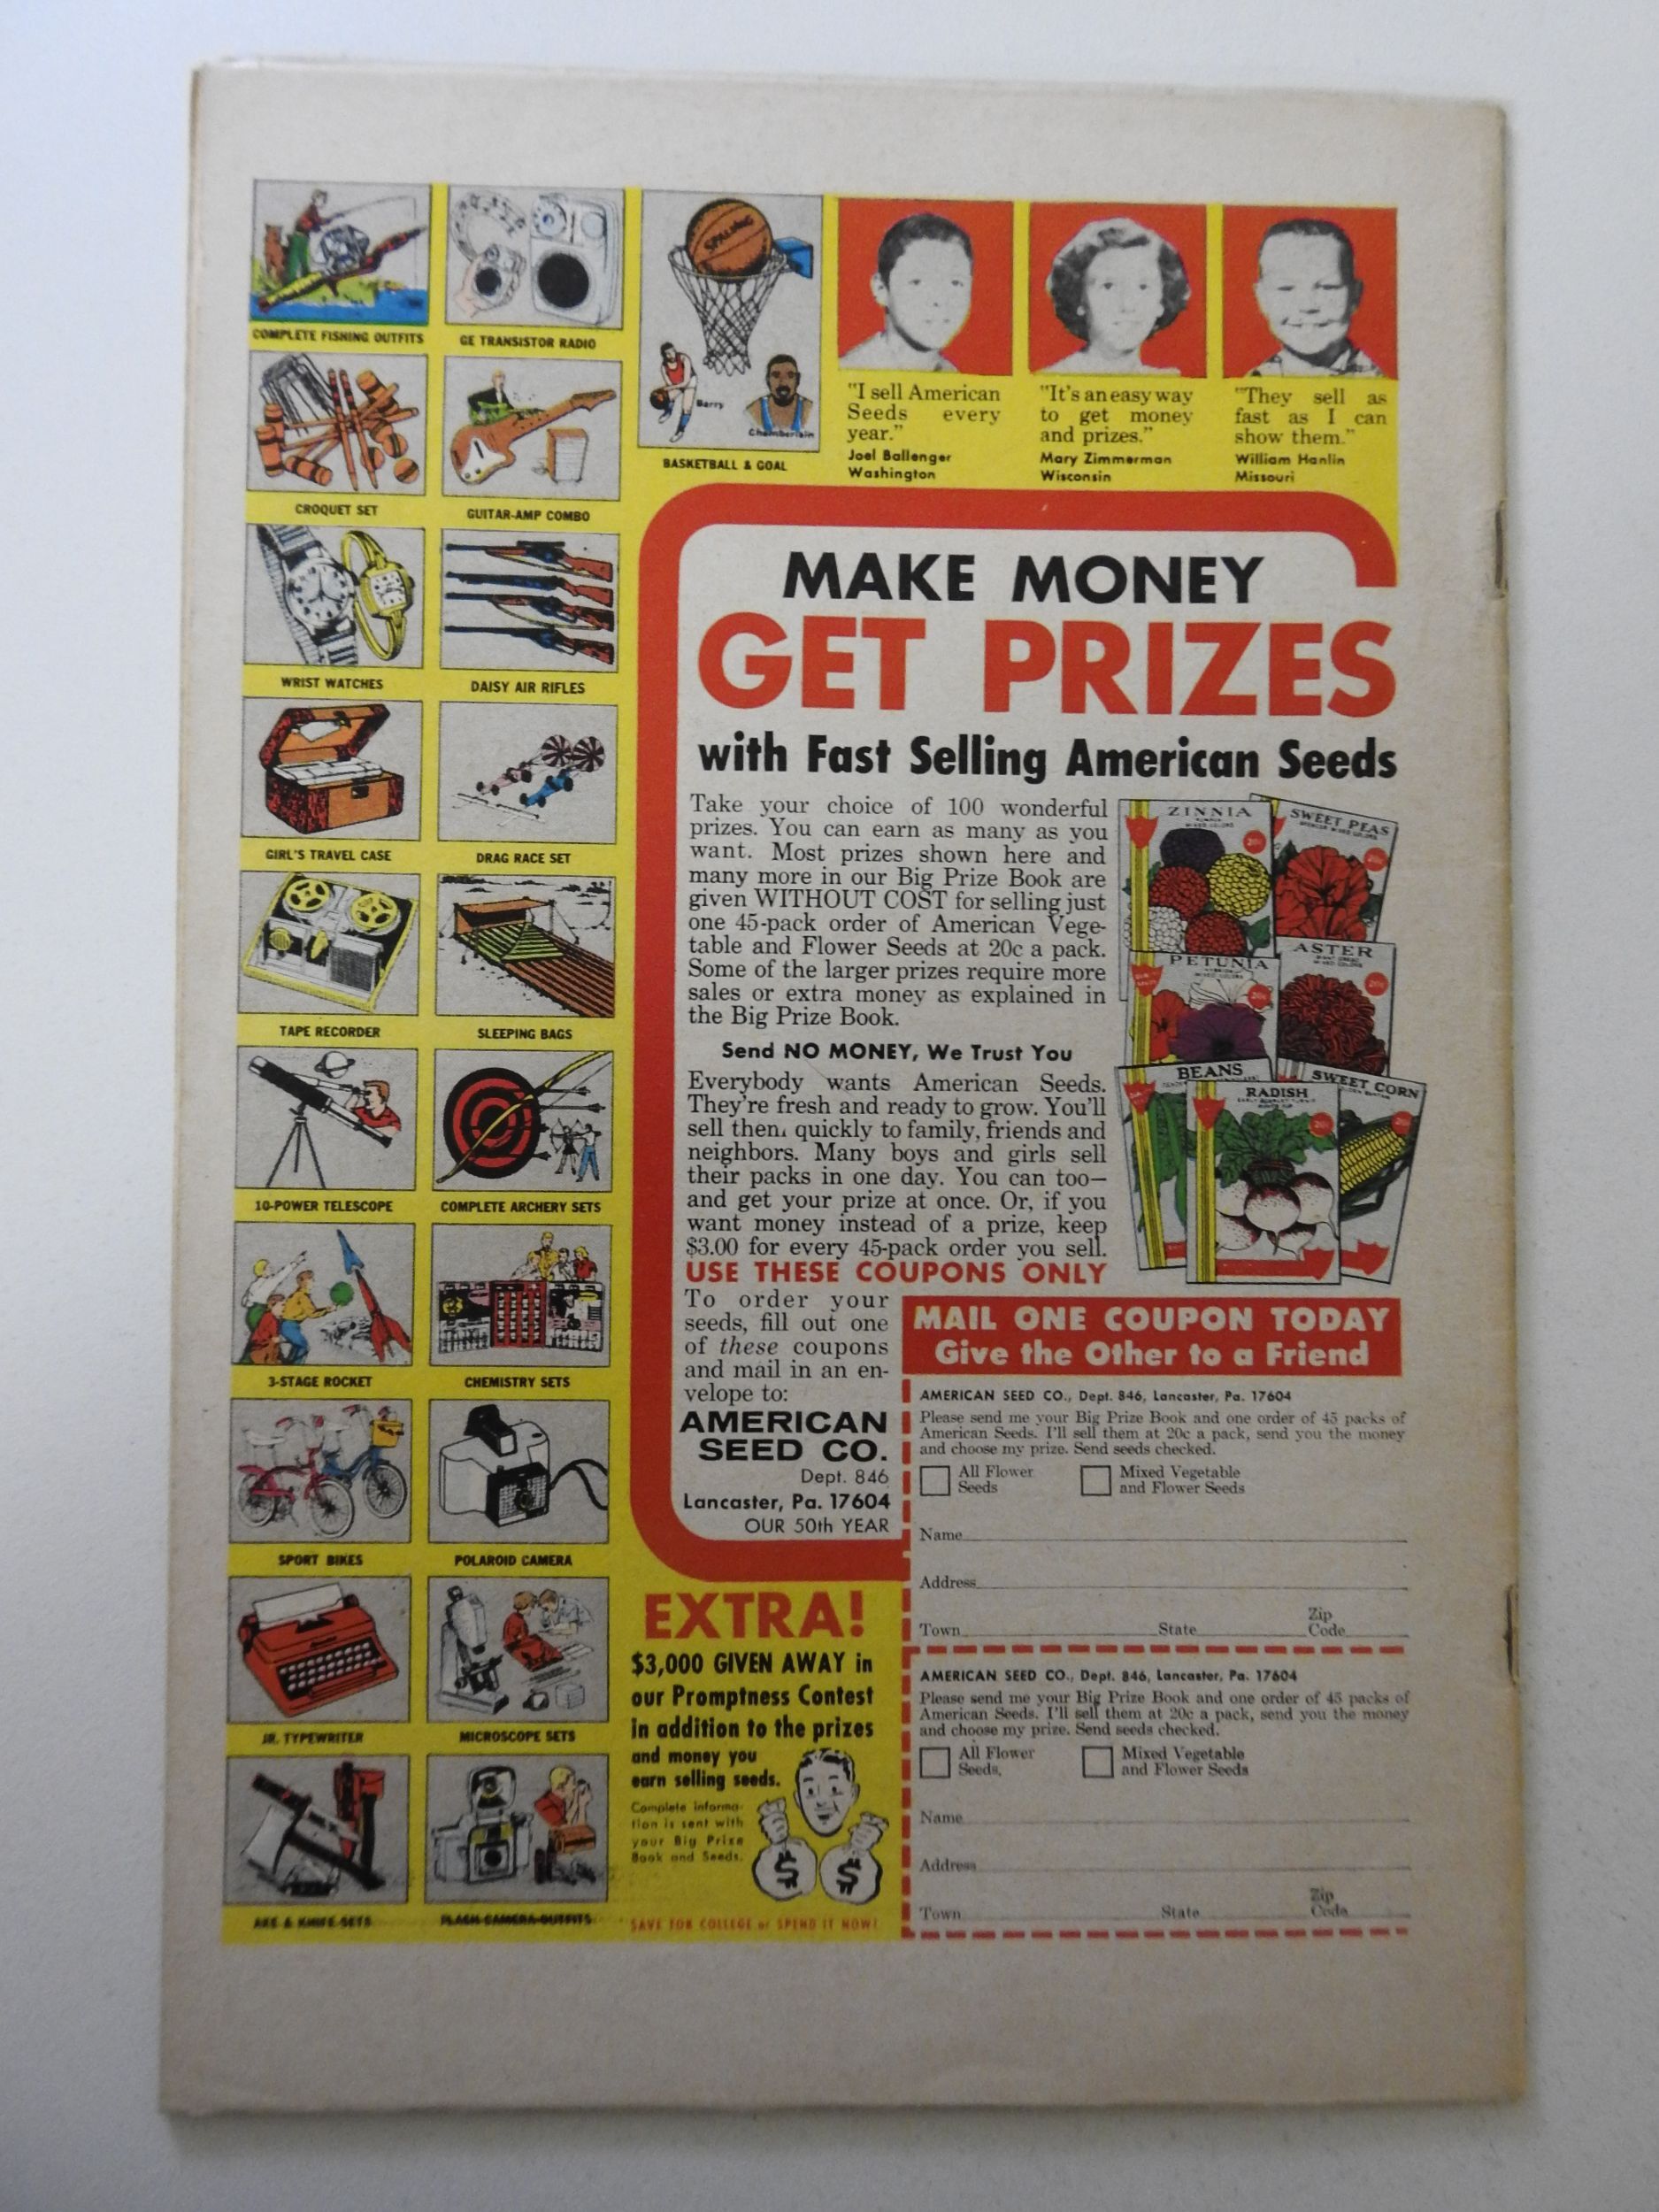 COMPLETE FISHING OUTFITS
GE TRANSISTOR RADIO
SPALDING
Barry
Chamberlain
BASKETBALL & GOAL
CROQUET SET
GUITAR-AMP COMBO
WRIST WATCHES
DAISY AIR RIFLES
GIRL'S TRAVEL CASE
DRAG RACE SET
TAPE RECORDER
SLEEPING BAGS
10-POWER TELESCOPE
COMPLETE ARCHERY SETS
3-STAGE ROCKET
CHEMISTRY SETS
SPORT BIKES
POLAROID CAMERA
JR. TYPEWRITER
MICROSCOPE SETS
AXE & KNIFE SETS
FLASH CAMERA OUTFITS
"I sell American
Seeds every
year."
Joel Ballenger
Washington
"It's an easy way
to get money
and prizes."
Mary Zimmerman
Wisconsin
"They sell as
fast as I can
show them."
William Hanlin
Missouri
MAKE MONEY
GET PRIZES
with Fast Selling American Seeds
Take your choice of 100 wonderful
prizes. You can earn as many as you
want. Most prizes shown here and
many more in our Big Prize Book are
given WITHOUT COST for selling just
one 45-pack order of American Vege-
table and Flower Seeds at 20c a pack.
Some of the larger prizes require more
sales or extra money as explained in
the Big Prize Book.
Send NO MONEY, We Trust You
Everybody wants American Seeds.
They're fresh and ready to grow. You'll
sell them quickly to family, friends and
neighbors. Many boys and girls sell
their packs in one day. You can too—
and get your prize at once. Or, if you
want money instead of a prize, keep
$3.00 for every 45-pack order you sell.
USE THESE COUPONS ONLY
To order your
seeds, fill out one
of these coupons
and mail in an en-
velope to:
AMERICAN
SEED CO.
Dept. 846
Lancaster, Pa. 17604
OUR 50th YEAR
ZINNIA
MIXED COLORS
20c
SWEET PEAS
20c
PETUNIA
MIXED COLORS
20c
ASTER
MIXED COLORS
20c
BEANS
RADISH
20c
SWEET CORN
20c
MAIL ONE COUPON TODAY
Give the Other to a Friend
AMERICAN SEED CO., Dept. 846, Lancaster, Pa. 17604
Please send me your Big Prize Book and one order of 45 packs of
American Seeds. I'll sell them at 20c a pack, send you the money
and choose my prize. Send seeds checked.
All Flower
Seeds
Mixed Vegetable
and Flower Seeds
Name
Address
Town State Zip
Code
AMERICAN SEED CO., Dept. 846, Lancaster, Pa. 17604
Please send me your Big Prize Book and one order of 45 packs of
American Seeds. I'll sell them at 20c a pack, send you the money
and choose my prize. Send seeds checked.
All Flower
Seeds,
Mixed Vegetable
and Flower Seeds
Name
Address
Town State Zip
Code
EXTRA!
$3,000 GIVEN AWAY in
our Promptness Contest
in addition to the prizes
and money you
earn selling seeds.
Complete informa-
tion is sent with
your Big Prize
Book and Seeds.
$ $
SAVE FOR COLLEGE or SPEND IT NOW!